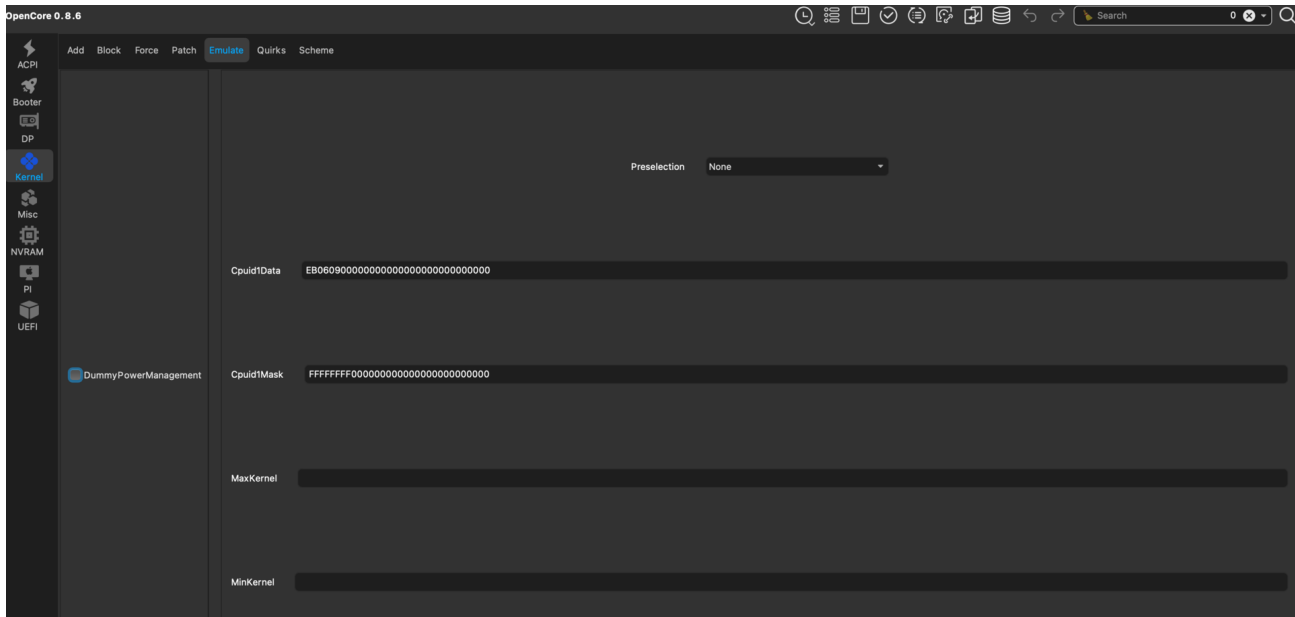 OpenCore 0.8.6
Search 0
Add Block Force Patch Emulate Quirks Scheme
ACPI
Booter
DP
Kernel
Misc
NVRAM
PI
UEFI
DummyPowerManagement
Preselection None
Cpuid1Data EB060900000000000000000000000000
Cpuid1Mask FFFFFFFF000000000000000000000000
MaxKernel
MinKernel